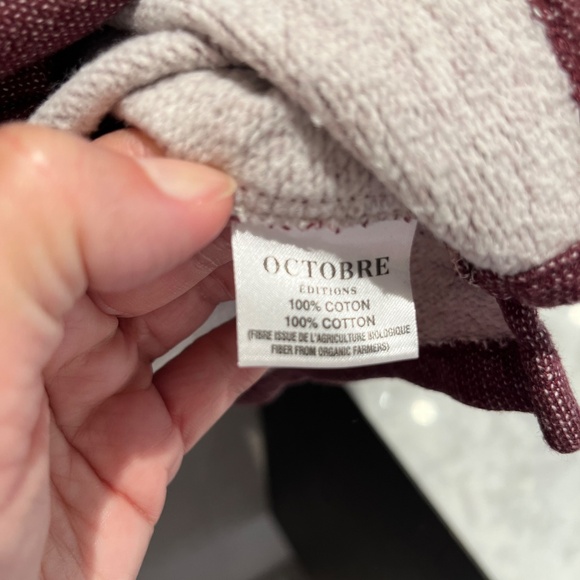 OCTOBRE
ÉDITIONS
100% COTON
100% COTTON
(FIBRE ISSUE DE L'AGRICULTURE BIOLOGIQUE
FIBER FROM ORGANIC FARMERS)